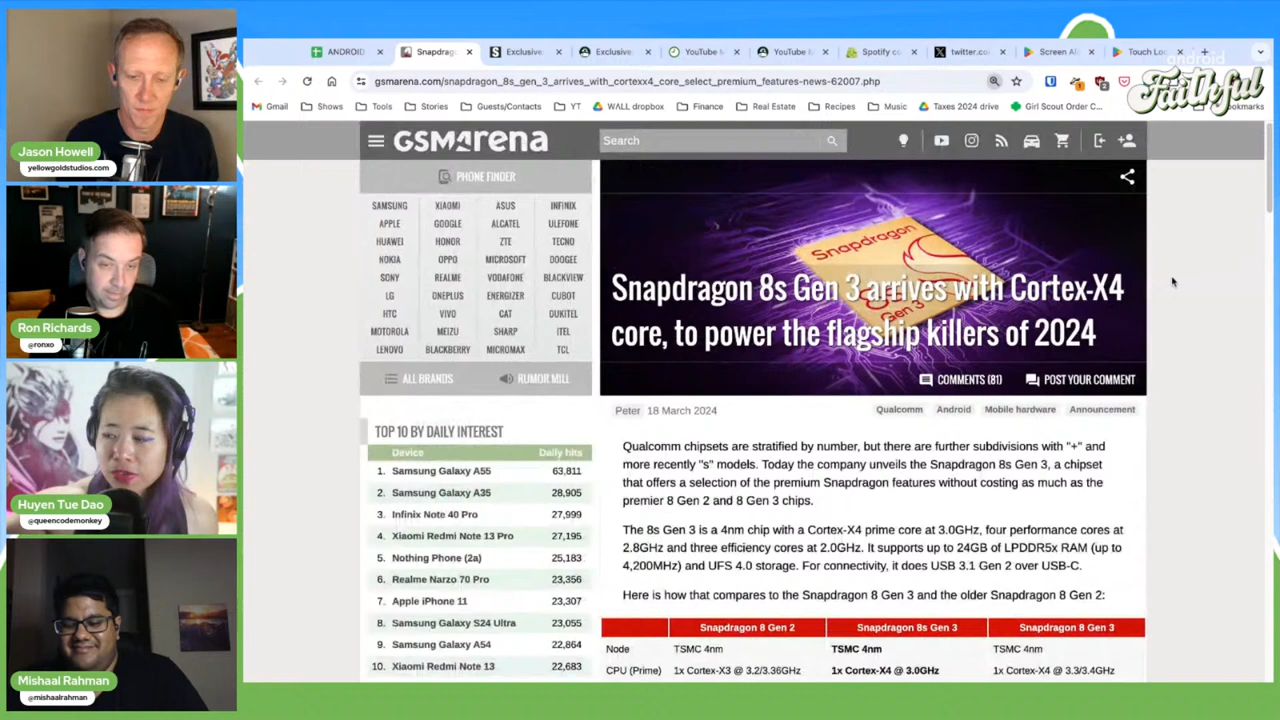 Jason Howell
yellowgoldstudios.com
Ron Richards
@ronxo
Huyen Tue Dao
@queencodemonkey
Mishaal Rahman
@mishaalrahman
android
Faithful
ANDROID
Snapdrag
Exclusive:
Exclusive:
YouTube M
YouTube M
Spotify
twitter.co
Screen Al
Touch Lo
gsmarena.com/snapdragon_8s_gen_3_arrives_with_cortexx4_core_select_premium_features-news-62007.php
Gmail
Shows
Tools
Stories
Guests/Contacts
YT
WALL dropbox
Finance
Real Estate
Recipes
Music
Taxes 2024 drive
Girl Scout Order C...
okmarks
GSMARENA
Search
PHONE FINDER
SAMSUNG XIAOMI ASUS INFINIX
APPLE GOOGLE ALCATEL ULEFONE
HUAWEI HONOR ZTE TECNO
NOKIA OPPO MICROSOFT DOOGEE
SONY REALME VODAFONE BLACKVIEW
LG ONEPLUS ENERGIZER CUBOT
HTC VIVO CAT OUKITEL
MOTOROLA MEIZU SHARP ITEL
LENOVO BLACKBERRY MICROMAX TCL
ALL BRANDS
RUMOR MILL
TOP 10 BY DAILY INTEREST
Device Daily hits
1. Samsung Galaxy A55 63,811
2. Samsung Galaxy A35 28,905
3. Infinix Note 40 Pro 27,999
4. Xiaomi Redmi Note 13 Pro 27,195
5. Nothing Phone (2a) 25,183
6. Realme Narzo 70 Pro 23,356
7. Apple iPhone 11 23,307
8. Samsung Galaxy S24 Ultra 23,055
9. Samsung Galaxy A54 22,864
10. Xiaomi Redmi Note 13 22,683
Snapdragon
Snapdragon 8s Gen 3 arrives with Cortex-X4
core, to power the flagship killers of 2024
COMMENTS (81)
POST YOUR COMMENT
Peter 18 March 2024
Qualcomm Android Mobile hardware Announcement
Qualcomm chipsets are stratified by number, but there are further subdivisions with "+" and
more recently "s" models. Today the company unveils the Snapdragon 8s Gen 3, a chipset
that offers a selection of the premium Snapdragon features without costing as much as the
premier 8 Gen 2 and 8 Gen 3 chips.
The 8s Gen 3 is a 4nm chip with a Cortex-X4 prime core at 3.0GHz, four performance cores at
2.8GHz and three efficiency cores at 2.0GHz. It supports up to 24GB of LPDDR5x RAM (up to
4,200MHz) and UFS 4.0 storage. For connectivity, it does USB 3.1 Gen 2 over USB-C.
Here is how that compares to the Snapdragon 8 Gen 3 and the older Snapdragon 8 Gen 2:
Snapdragon 8 Gen 2 Snapdragon 8s Gen 3 Snapdragon 8 Gen 3
Node TSMC 4nm TSMC 4nm TSMC 4nm
CPU (Prime) 1x Cortex-X3 @ 3.2/3.36GHz 1x Cortex-X4 @ 3.0GHz 1x Cortex-X4 @ 3.3/3.4GHz